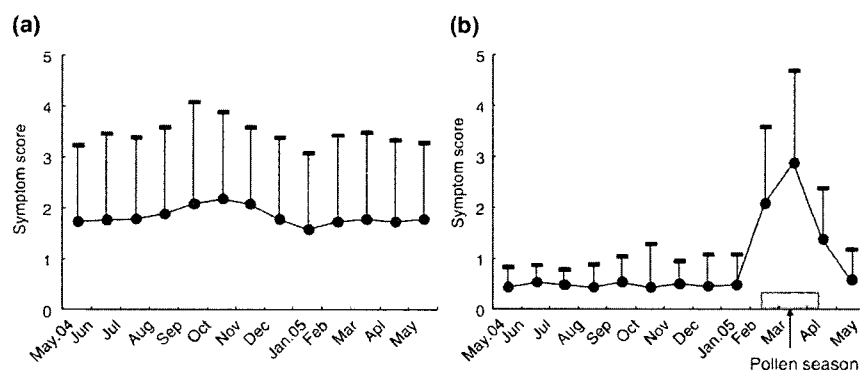 (a)
5
4
3
2
1
0
Symptom score
May.04
Jun
Jul
Aug
Sep
Oct
Nov
Dec
Jan.05
Feb
Mar
Apl
May
(b)
5
4
3
2
1
0
Symptom score
May.04
Jun
Jul
Aug
Sep
Oct
Nov
Dec
Jan.05
Feb
March
Apl
May
Pollen season